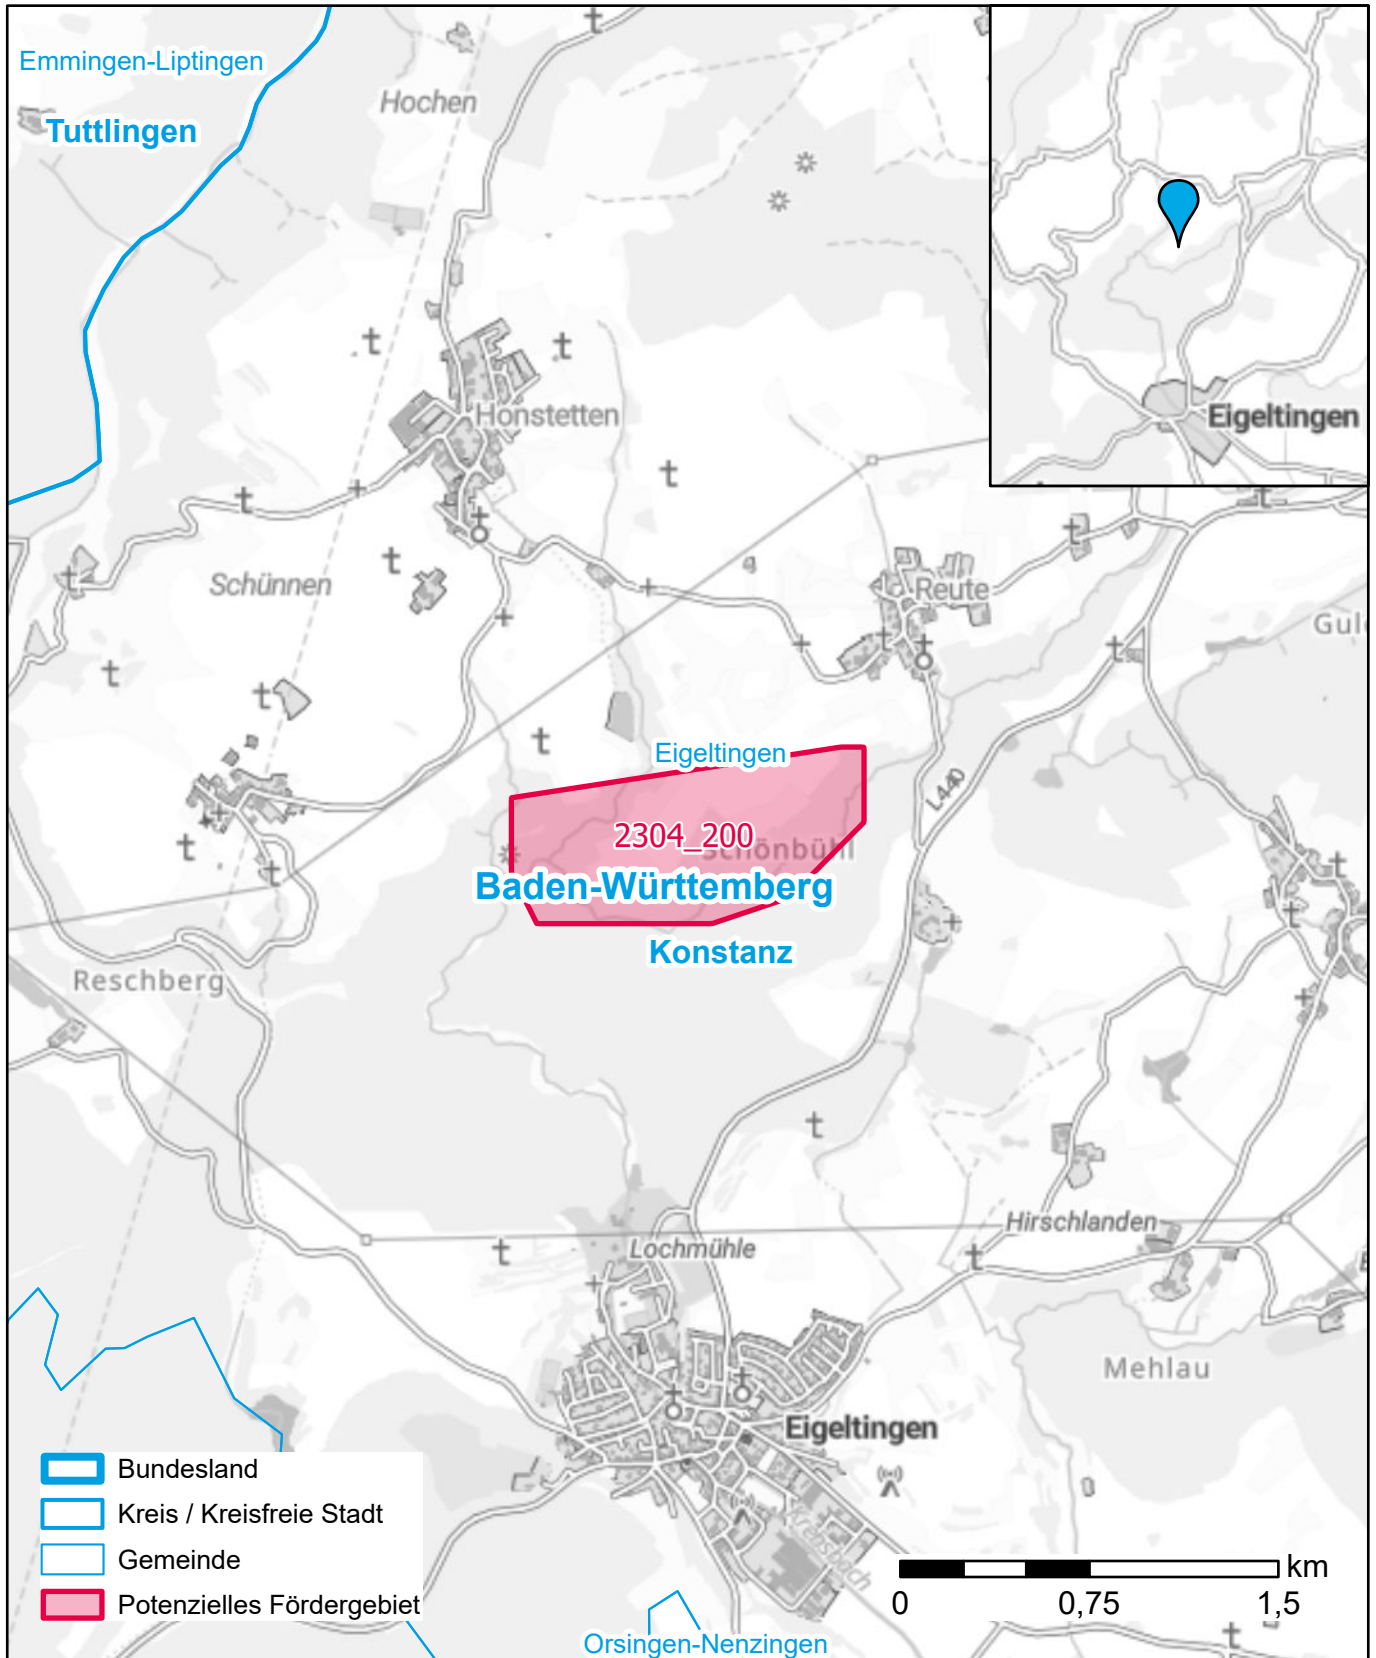 Emmingen-Liptingen
Hochen
Tuttlingen
Honstetten
Eigeltingen
Schünnen
Reute
Eigeltingen
L440
2304_200
Schönbühl
Baden-Württemberg
Konstanz
Reschberg
Hirschlanden
Lochmühle
Mehlau
Eigeltingen
Krebsbach
Bundesland
Kreis / Kreisfreie Stadt
Gemeinde
Potenzielles Fördergebiet
km
0
0,75
1,5
Orsingen-Nenzingen